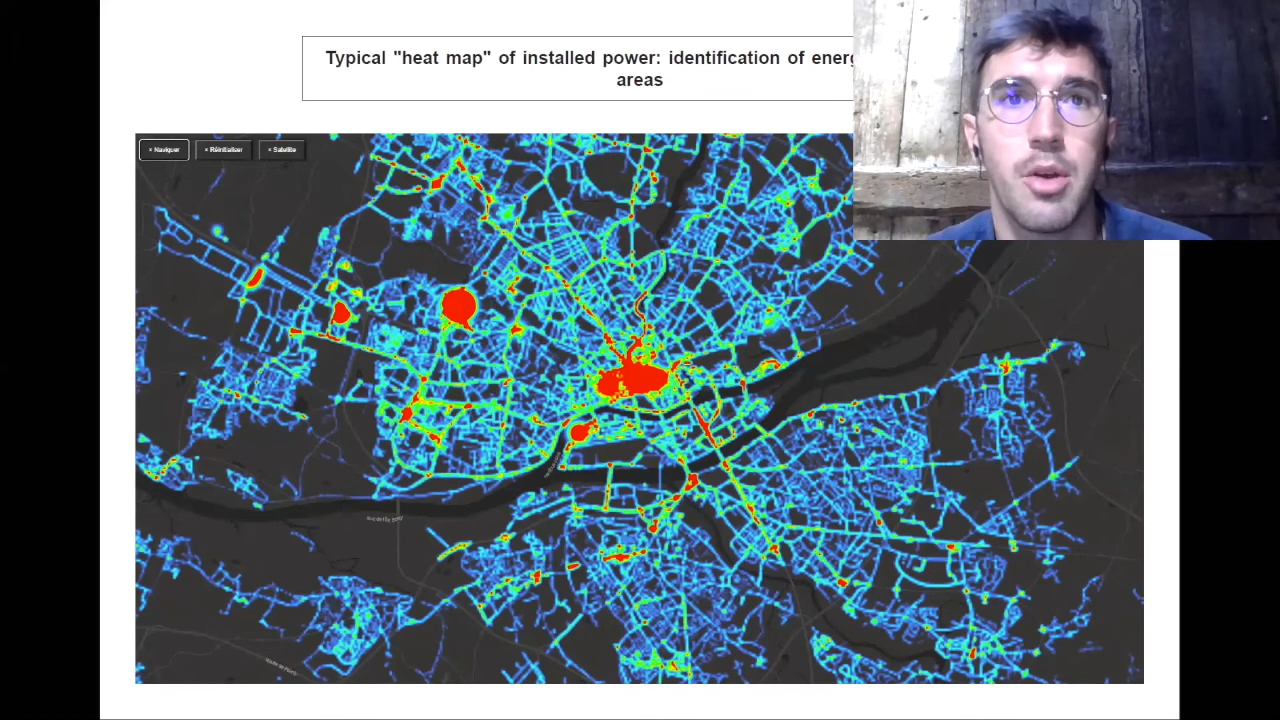 Typical "heat map" of installed power: identification of energ
areas
× Naviguer × Réinitialiser × Satellite